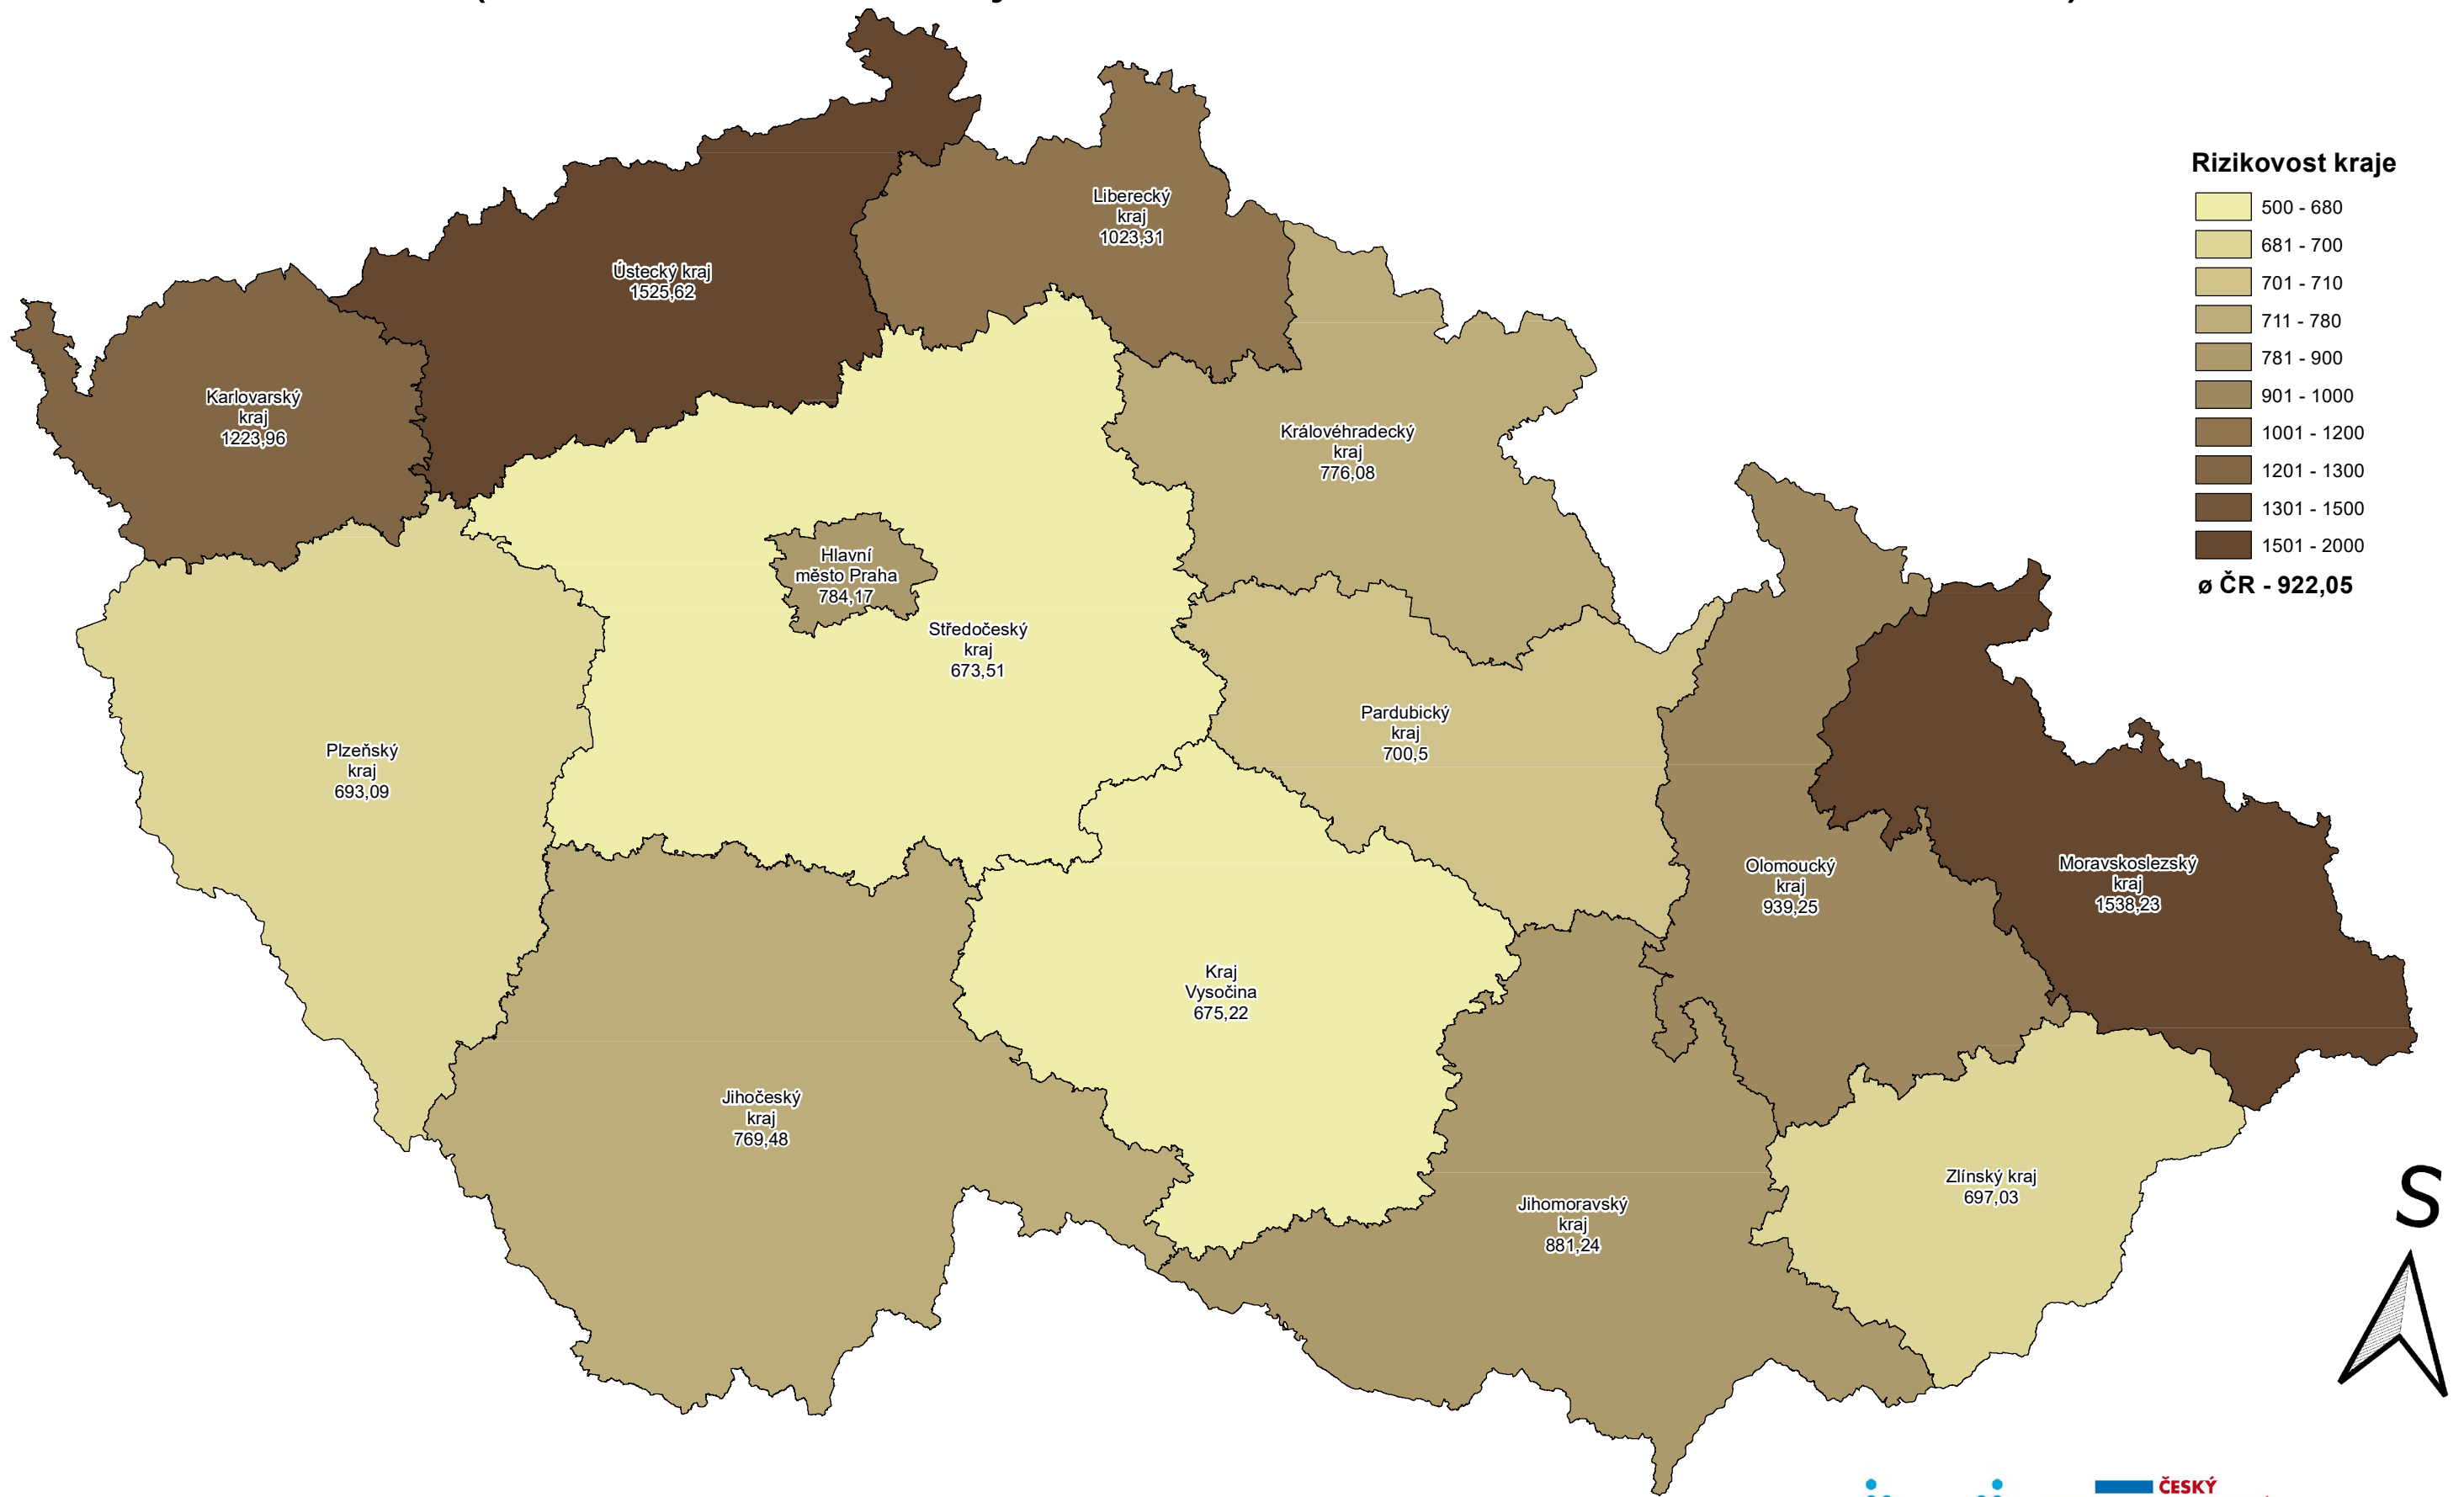 Rizikovost kraje
500 - 680
681 - 700
701 - 710
711 - 780
781 - 900
901 - 1000
1001 - 1200
1201 - 1300
1301 - 1500
1501 - 2000
ø ČR - 922,05
Liberecký
kraj
1023,31
Ústecký kraj
1525,62
Karlovarský
kraj
1223,96
Královéhradecký
kraj
776,08
Hlavní
město Praha
784,17
Středočeský
kraj
673,51
Pardubický
kraj
700,5
Plzeňský
kraj
693,09
Olomoucký
kraj
939,25
Moravskoslezský
kraj
1538,23
Kraj
Vysočina
675,22
Jihočeský
kraj
769,48
Zlínský kraj
697,03
Jihomoravský
kraj
881,24
S
ČESKÝ